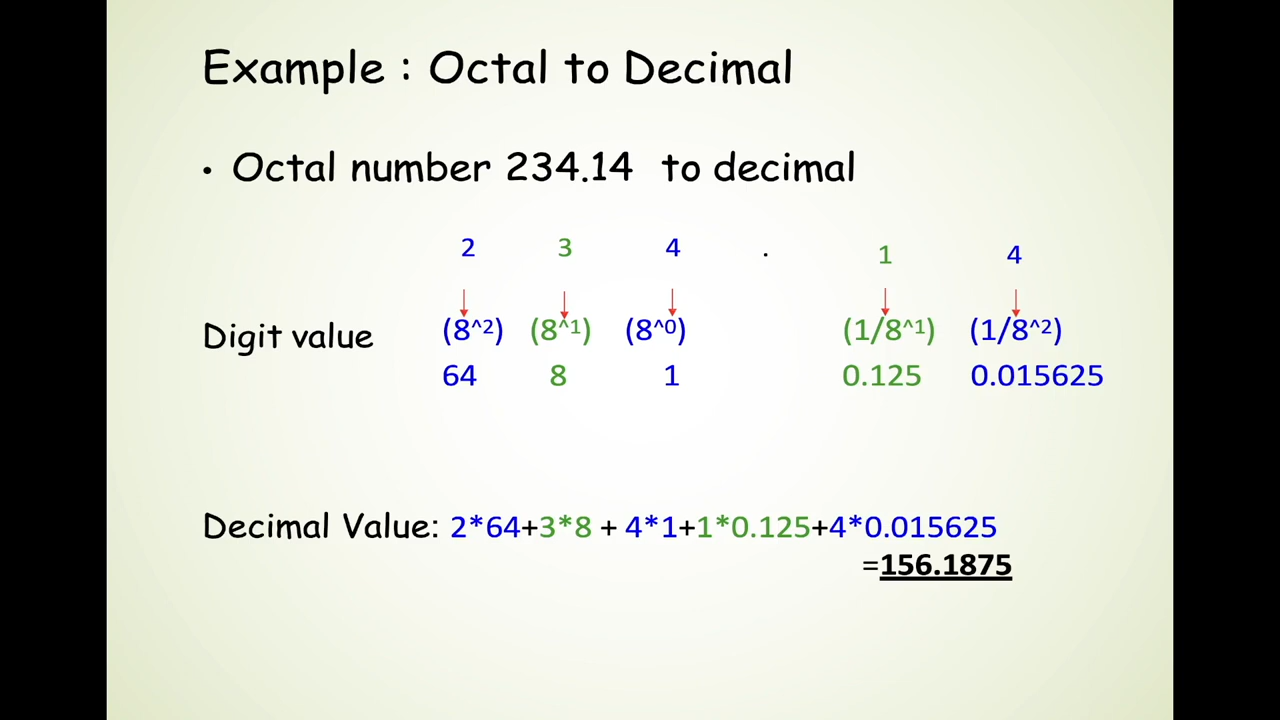 Example : Octal to Decimal
• Octal number 234.14 to decimal
2 3 4 . 1 4
Digit value (8^2) (8^1) (8^0) (1/8^1) (1/8^2)
64 8 1 0.125 0.015625
Decimal Value: 2*64+3*8 + 4*1+1*0.125+4*0.015625
=156.1875